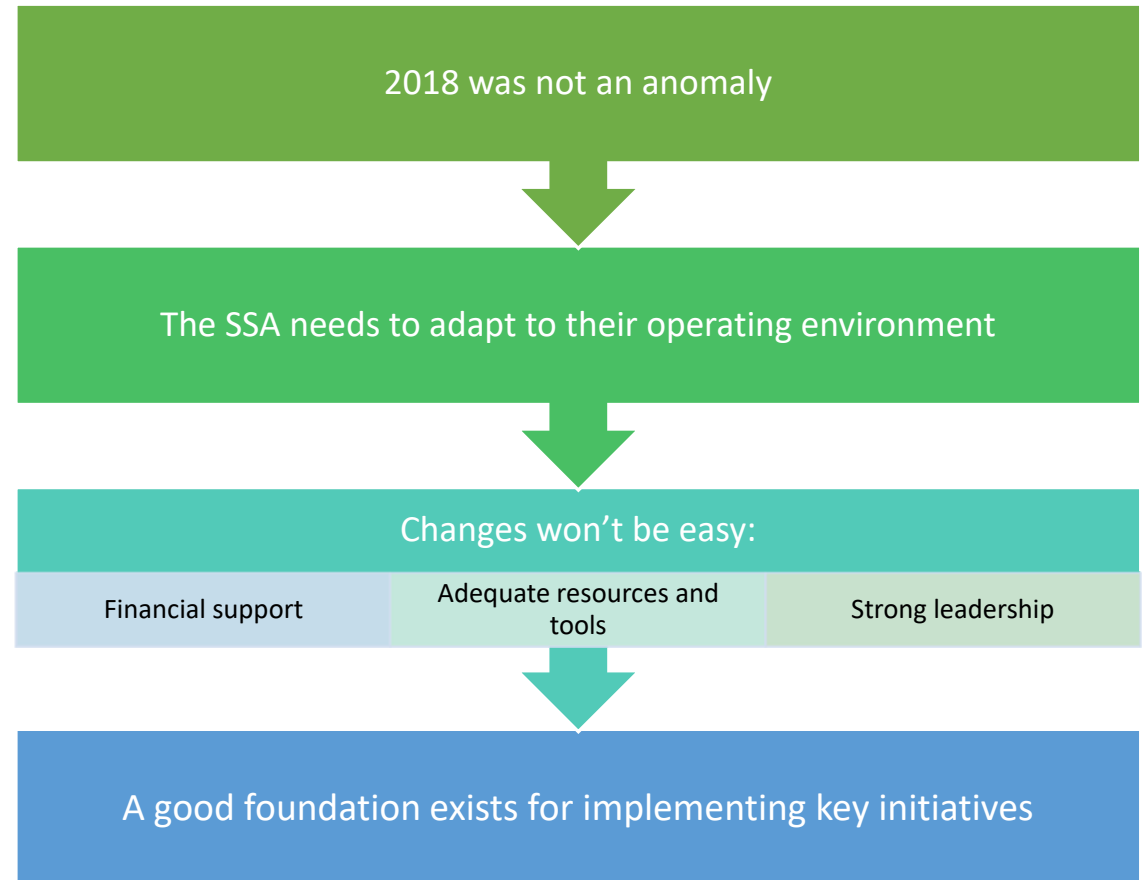 2018 was not an anomaly
The SSA needs to adapt to their operating environment
Changes won’t be easy:
Financial support
Adequate resources and
tools
Strong leadership
A good foundation exists for implementing key initiatives